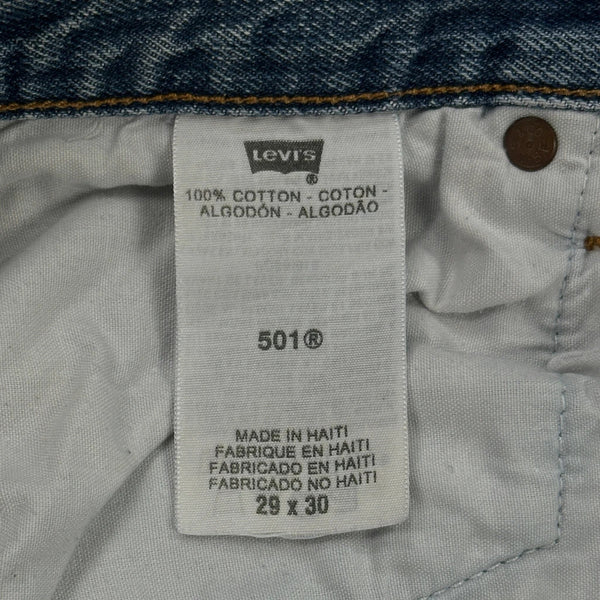 LEVI'S
®
100% COTTON - COTON -
ALGODÓN - ALGODÃO
501®
MADE IN HAITI
FABRIQUE EN HAITI
FABRICADO EN HAITI
FABRICADO NO HAITI
29 x 30